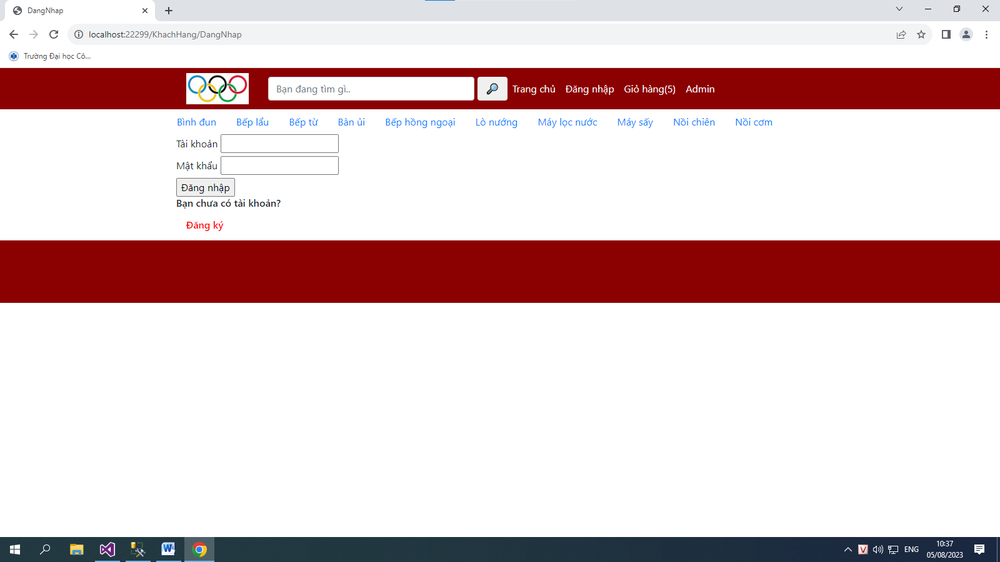 DangNhap
localhost:22299/KhachHang/DangNhap
Trường Đại học Cô...
Bạn đang tìm gì.. Trang chủ Đăng nhập Giỏ hàng(5) Admin
Bình đun Bếp lẩu Bếp từ Bàn ủi Bếp hồng ngoại Lò nướng Máy lọc nước Máy sấy Nồi chiên Nồi cơm
Tài khoản
Mật khẩu
Đăng nhập
Bạn chưa có tài khoản?
Đăng ký
V ENG 10:37
05/08/2023